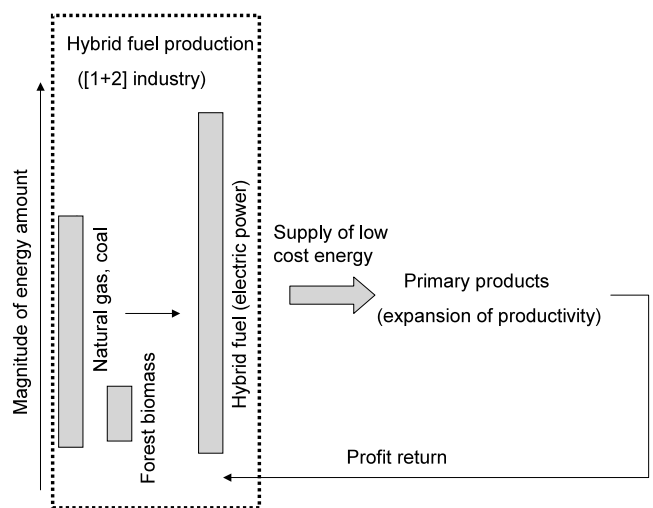 Hybrid fuel production
([1+2] industry)
Magnitude of energy amount
Natural gas, coal
Forest biomass
Hybrid fuel (electric power)
Supply of low
cost energy
Primary products
(expansion of productivity)
Profit return